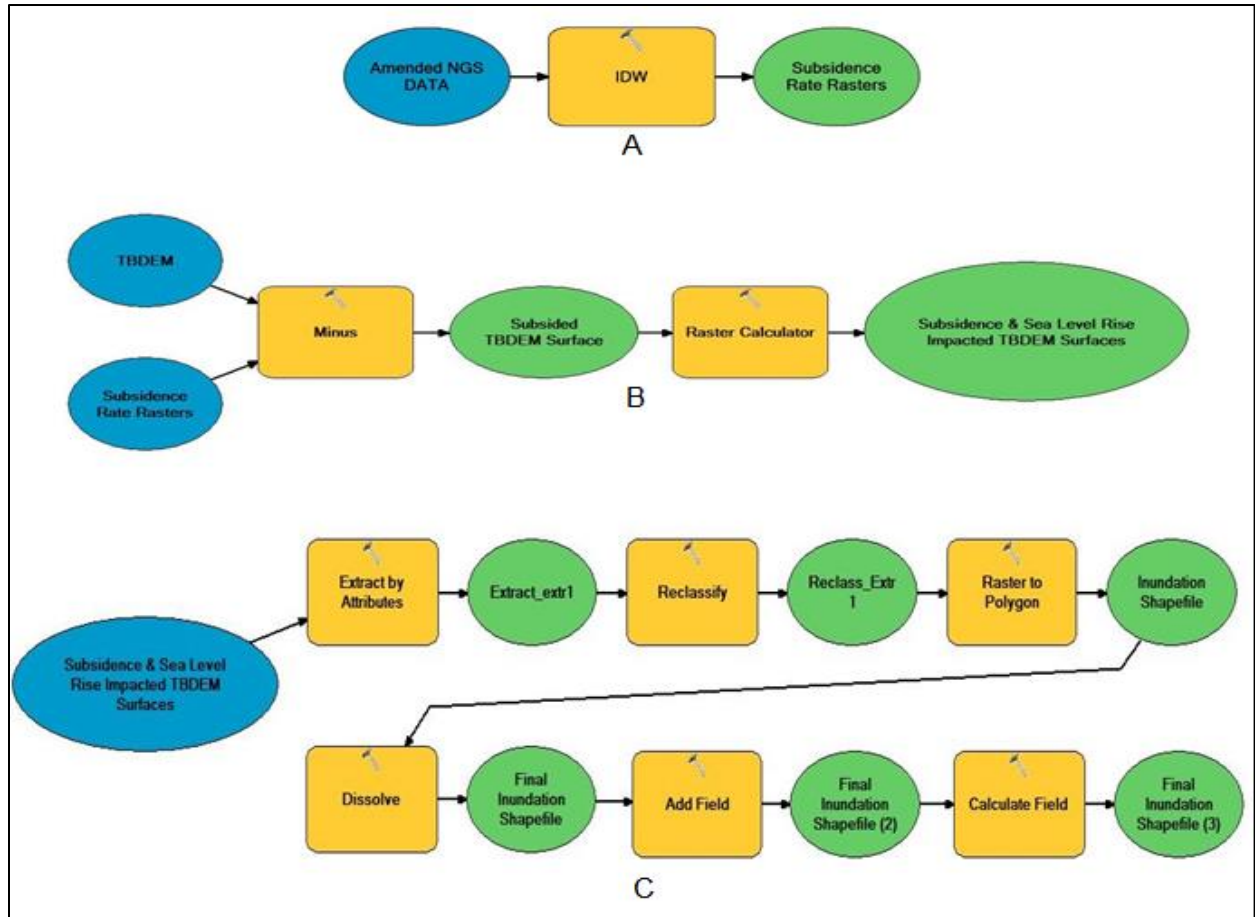 Amended NGS
DATA
IDW
Subsidence
Rate Rasters
A
TBDEM
Subsidence
Rate Rasters
Minus
Subsided
TBDEM Surface
Raster Calculator
Subsidence & Sea Level Rise
Impacted TBDEM Surfaces
B
Subsidence & Sea Level
Rise Impacted TBDEM
Surfaces
Extract by
Attributes
Extract_extr1
Reclassify
Reclass_Extr
1
Raster to
Polygon
Inundation
Shapefile
Dissolve
Final
Inundation
Shapefile
Add Field
Final
Inundation
Shapefile (2)
Calculate Field
Final
Inundation
Shapefile (3)
C